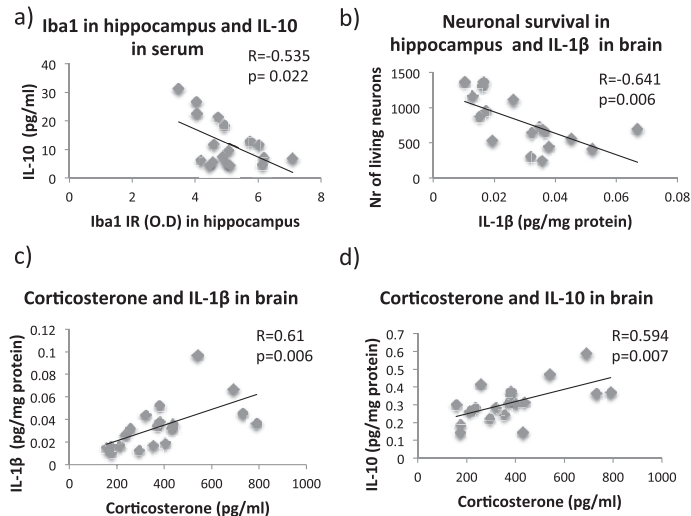 a)
Iba1 in hippocampus and IL-10
in serum
R=-0.535
p= 0.022
40
30
20
10
0
0 2 4 6 8
IL-10 (pg/ml)
Iba1 IR (O.D) in hippocampus
b)
Neuronal survival in
hippocampus and IL-1β in brain
R=-0.641
p=0.006
1500
1000
500
0
0 0.02 0.04 0.06 0.08
Nr of living neurons
IL-1β (pg/mg protein)
c)
Corticosterone and IL-1β in brain
R=0.61
p=0.006
0.12
0.1
0.08
0.06
0.04
0.02
0
0 200 400 600 800 1000
IL-1β (pg/mg protein)
Corticosterone (pg/ml)
d)
Corticosterone and IL-10 in brain
R=0.594
p=0.007
0.7
0.6
0.5
0.4
0.3
0.2
0.1
0
0 200 400 600 800 1000
IL-10 (pg/mg protein)
Corticosterone (pg/ml)